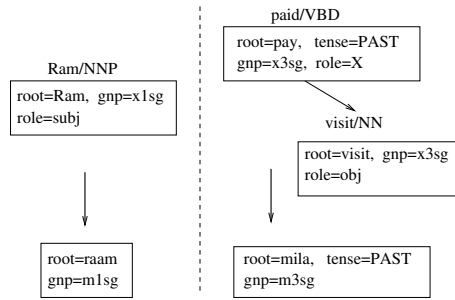 Ram/NNP
root=Ram, gnp=x1sg
role=subj
root=raam
gnp=m1sg
paid/VBD
root=pay, tense=PAST
gnp=x3sg, role=X
visit/NN
root=visit, gnp=x3sg
role=obj
root=mila, tense=PAST
gnp=m3sg